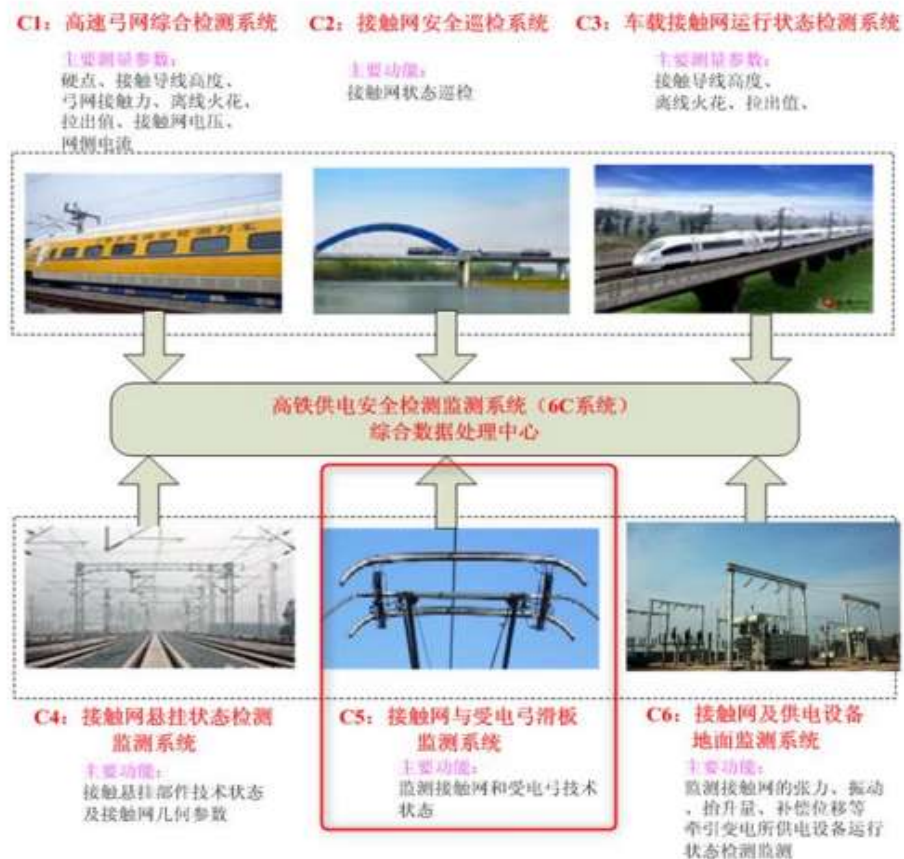 C1：高速弓网综合检测系统
主要测量参数：
硬点、接触导线高度、
弓网接触力、离线火花、
拉出值、接触网电压、
网侧电流
C2：接触网安全巡检系统
主要功能：
接触网状态巡检
C3：车载接触网运行状态检测系统
主要测量参数：
接触导线高度、
离线火花、拉出值、
高铁供电安全检测监测系统（6C系统）
综合数据处理中心
C4：接触网悬挂状态检测
监测系统
主要功能：
接触悬挂部件技术状态
及接触网几何参数
C5：接触网与受电弓滑板
监测系统
主要功能：
监测接触网和受电弓技术
状态
C6：接触网及供电设备
地面监测系统
主要功能：
监测接触网的张力、振动
、抬升量、补偿位移等
牵引变电所供电设备运行
状态检测监测